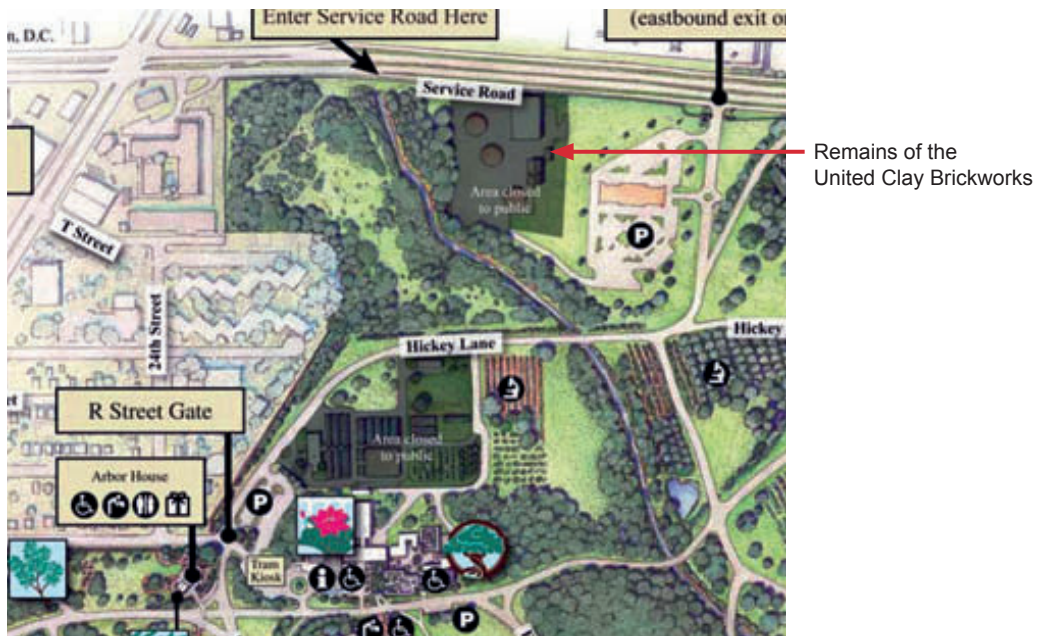 Enter Service Road Here
(eastbound exit o
n, D.C.
Service Road
Remains of the
United Clay Brickworks
Area closed
to public
P
T Street
24th Street
Hickey Lane
Hickey
R Street Gate
Area closed
to public
Arbor House
P
Tram
Kiosk
i
P